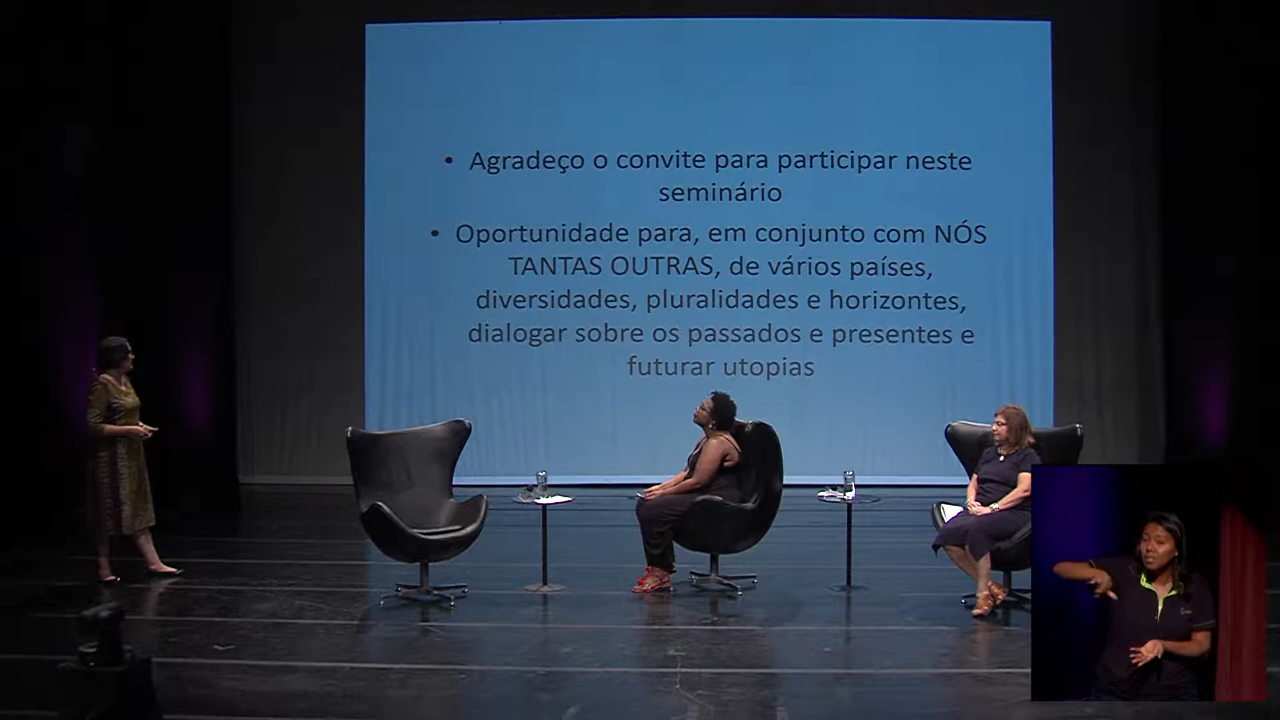 • Agradeço o convite para participar neste
seminário
• Oportunidade para, em conjunto com NÓS
TANTAS OUTRAS, de vários países,
diversidades, pluralidades e horizontes,
dialogar sobre os passados e presentes e
futurar utopias